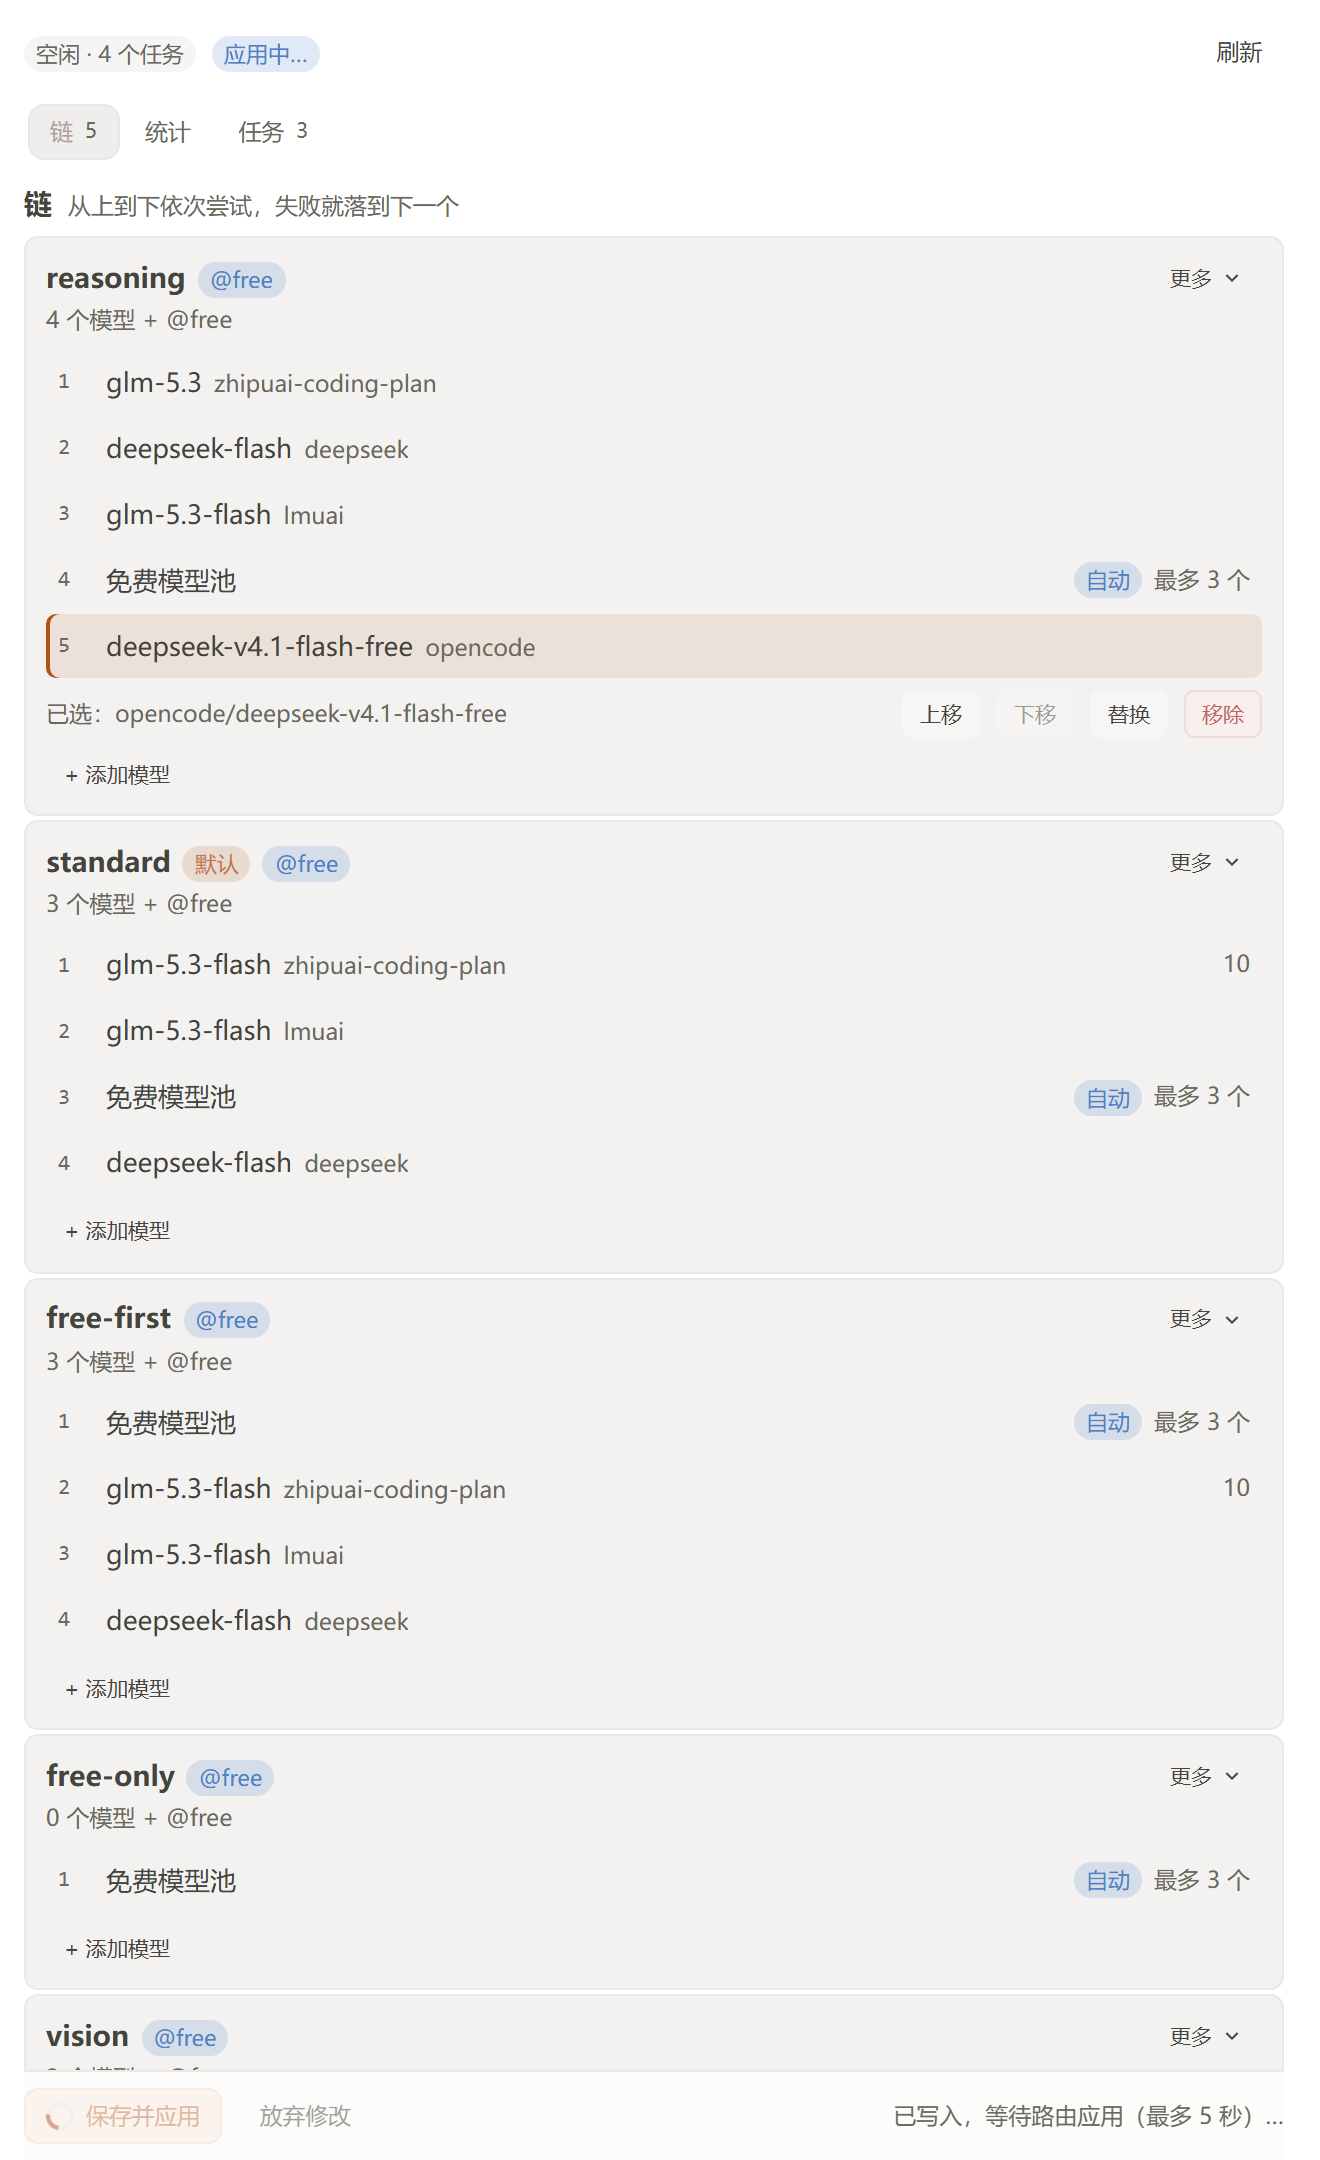 空闲 · 4 个任务 应用中... 刷新
链 5 统计 任务 3
链 从上到下依次尝试，失败就落到下一个
reasoning @free 更多
4 个模型 + @free
1 glm-5.3 zhipuai-coding-plan
2 deepseek-flash deepseek
3 glm-5.3-flash lmuai
4 免费模型池 自动 最多 3 个
5 deepseek-v4.1-flash-free opencode
已选：opencode/deepseek-v4.1-flash-free 上移 下移 替换 移除
+ 添加模型
standard 默认 @free 更多
3 个模型 + @free
1 glm-5.3-flash zhipuai-coding-plan 10
2 glm-5.3-flash lmuai
3 免费模型池 自动 最多 3 个
4 deepseek-flash deepseek
+ 添加模型
free-first @free 更多
3 个模型 + @free
1 免费模型池 自动 最多 3 个
2 glm-5.3-flash zhipuai-coding-plan 10
3 glm-5.3-flash lmuai
4 deepseek-flash deepseek
+ 添加模型
free-only @free 更多
0 个模型 + @free
1 免费模型池 自动 最多 3 个
+ 添加模型
vision @free 更多
保存并应用 放弃修改 已写入，等待路由应用（最多 5 秒）...